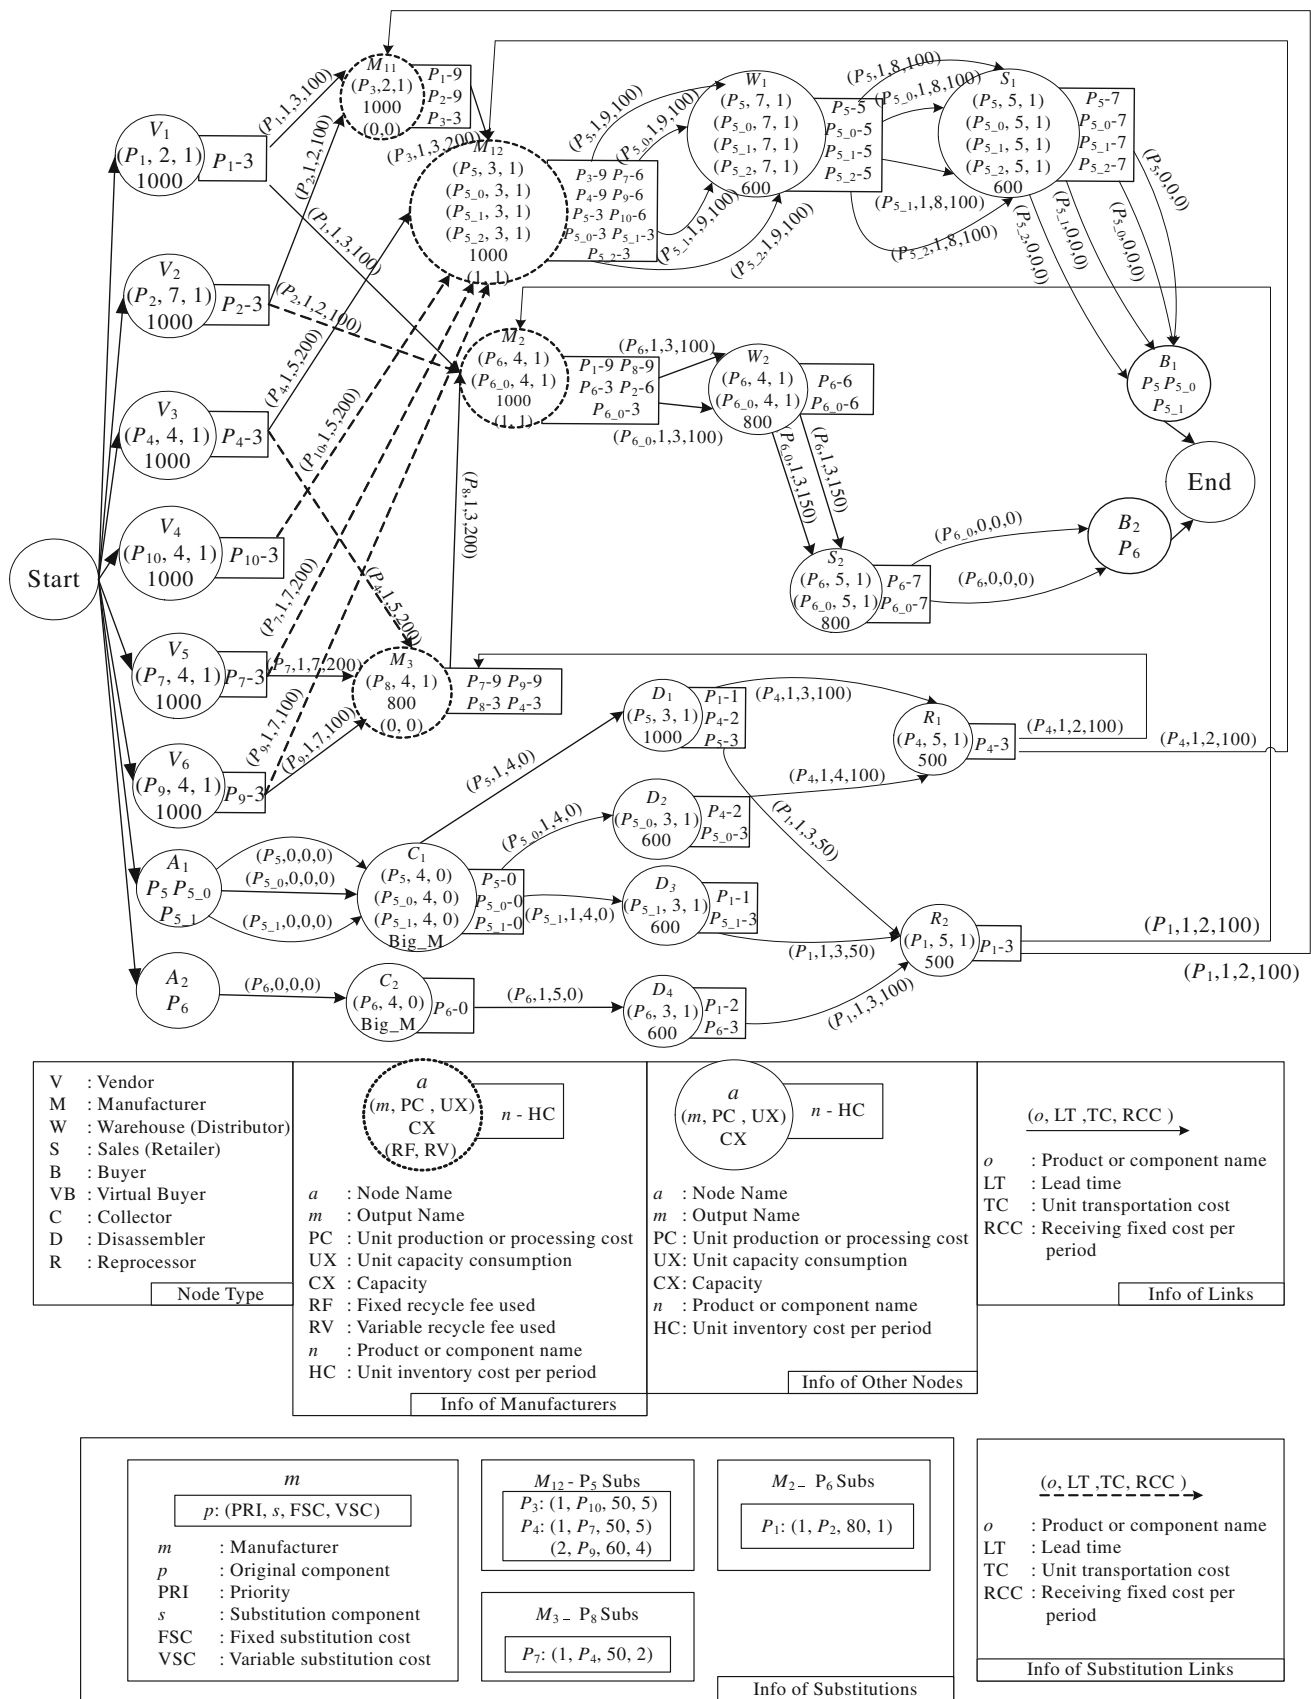 Start
V1
(P1, 2, 1)
1000
P1-3
V2
(P2, 7, 1)
1000
P2-3
V3
(P4, 4, 1)
1000
P4-3
V4
(P10, 4, 1)
1000
P10-3
V5
(P7, 4, 1)
1000
P7-3
V6
(P9, 4, 1)
1000
P9-3
A1
P5 P5_0
P5_1
A2
P6
(P1,1,3,100)
(P2,1,2,100)
(P1,1,3,100)
(P2,1,2,100)
(P4,1,5,200)
(P10,1,5,200)
(P7,1,7,200)
(P4,1,5,200)
(P7,1,7,200)
(P9,1,7,100)
(P9,1,7,100)
(P5,0,0,0)
(P5_0,0,0,0)
(P5_1,0,0,0)
(P6,0,0,0)
M11
(P3,2,1)
1000
(0,0)
P1-9
P2-9
P3-3
(P3,1,3,200)
M12
(P5, 3, 1)
(P5_0, 3, 1)
(P5_1, 3, 1)
(P5_2, 3, 1)
1000
(1, 1)
P3-9 P7-6
P4-9 P9-6
P5-3 P10-6
P5_0-3 P5_1-3
P5_2-3
(P5,1,9,100)
(P5_0,1,9,100)
(P5_1,1,9,100)
(P5_2,1,9,100)
W1
(P5, 7, 1)
(P5_0, 7, 1)
(P5_1, 7, 1)
(P5_2, 7, 1)
600
P5-5
P5_0-5
P5_1-5
P5_2-5
(P5,1,8,100)
(P5_0,1,8,100)
(P5_1,1,8,100)
(P5_2,1,8,100)
S1
(P5, 5, 1)
(P5_0, 5, 1)
(P5_1, 5, 1)
(P5_2, 5, 1)
600
P5-7
P5_0-7
P5_1-7
P5_2-7
(P5,0,0,0)
(P5_0,0,0,0)
(P5_1,0,0,0)
(P5_2,0,0,0)
B1
P5 P5_0
P5_1
End
M2
(P6, 4, 1)
(P6_0, 4, 1)
1000
(1, 1)
P1-9 P8-9
P6-3 P2-6
P6_0-3
(P6,1,3,100)
(P6_0,1,3,100)
W2
(P6, 4, 1)
(P6_0, 4, 1)
800
P6-6
P6_0-6
(P6,1,3,150)
(P6_0,1,3,150)
S2
(P6, 5, 1)
(P6_0, 5, 1)
800
P6-7
P6_0-7
(P6_0,0,0,0)
(P6,0,0,0)
B2
P6
(P8,1,3,200)
M3
(P8, 4, 1)
800
(0, 0)
P7-9 P9-9
P8-3 P4-3
C1
(P5, 4, 0)
(P5_0, 4, 0)
(P5_1, 4, 0)
Big_M
P5-0
P5_0-0
P5_1-0
(P5,1,4,0)
(P5_0,1,4,0)
(P5_1,1,4,0)
C2
(P6, 4, 0)
Big_M
P6-0
(P6,1,5,0)
D1
(P5, 3, 1)
1000
P1-1
P4-2
P5-3
D2
(P5_0, 3, 1)
600
P4-2
P5_0-3
D3
(P5_1, 3, 1)
600
P1-1
P5_1-3
D4
(P6, 3, 1)
600
P1-2
P6-3
(P4,1,3,100)
(P4,1,4,100)
(P1,1,3,50)
(P1,1,3,50)
(P1,1,3,100)
R1
(P4, 5, 1)
500
P4-3
(P4,1,2,100)
(P4,1,2,100)
R2
(P1, 5, 1)
500
P1-3
(P1,1,2,100)
(P1,1,2,100)
V : Vendor
M : Manufacturer
W : Warehouse (Distributor)
S : Sales (Retailer)
B : Buyer
VB : Virtual Buyer
C : Collector
D : Disassembler
R : Reprocessor
Node Type
a
(m, PC , UX)
CX
(RF, RV)
n - HC
a : Node Name
m : Output Name
PC : Unit production or processing cost
UX : Unit capacity consumption
CX : Capacity
RF : Fixed recycle fee used
RV : Variable recycle fee used
n : Product or component name
HC : Unit inventory cost per period
Info of Manufacturers
a
(m, PC , UX)
CX
n - HC
a : Node Name
m : Output Name
PC : Unit production or processing cost
UX : Unit capacity consumption
CX : Capacity
n : Product or component name
HC : Unit inventory cost per period
Info of Other Nodes
(o, LT ,TC, RCC )
o : Product or component name
LT : Lead time
TC : Unit transportation cost
RCC : Receiving fixed cost per
period
Info of Links
m
p: (PRI, s, FSC, VSC)
m : Manufacturer
p : Original component
PRI : Priority
s : Substitution component
FSC : Fixed substitution cost
VSC : Variable substitution cost
M12 - P5 Subs
P3: (1, P10, 50, 5)
P4: (1, P7, 50, 5)
(2, P9, 60, 4)
M2 - P6 Subs
P1: (1, P2, 80, 1)
M3 - P8 Subs
P7: (1, P4, 50, 2)
Info of Substitutions
(o, LT ,TC, RCC )
o : Product or component name
LT : Lead time
TC : Unit transportation cost
RCC : Receiving fixed cost per
period
Info of Substitution Links